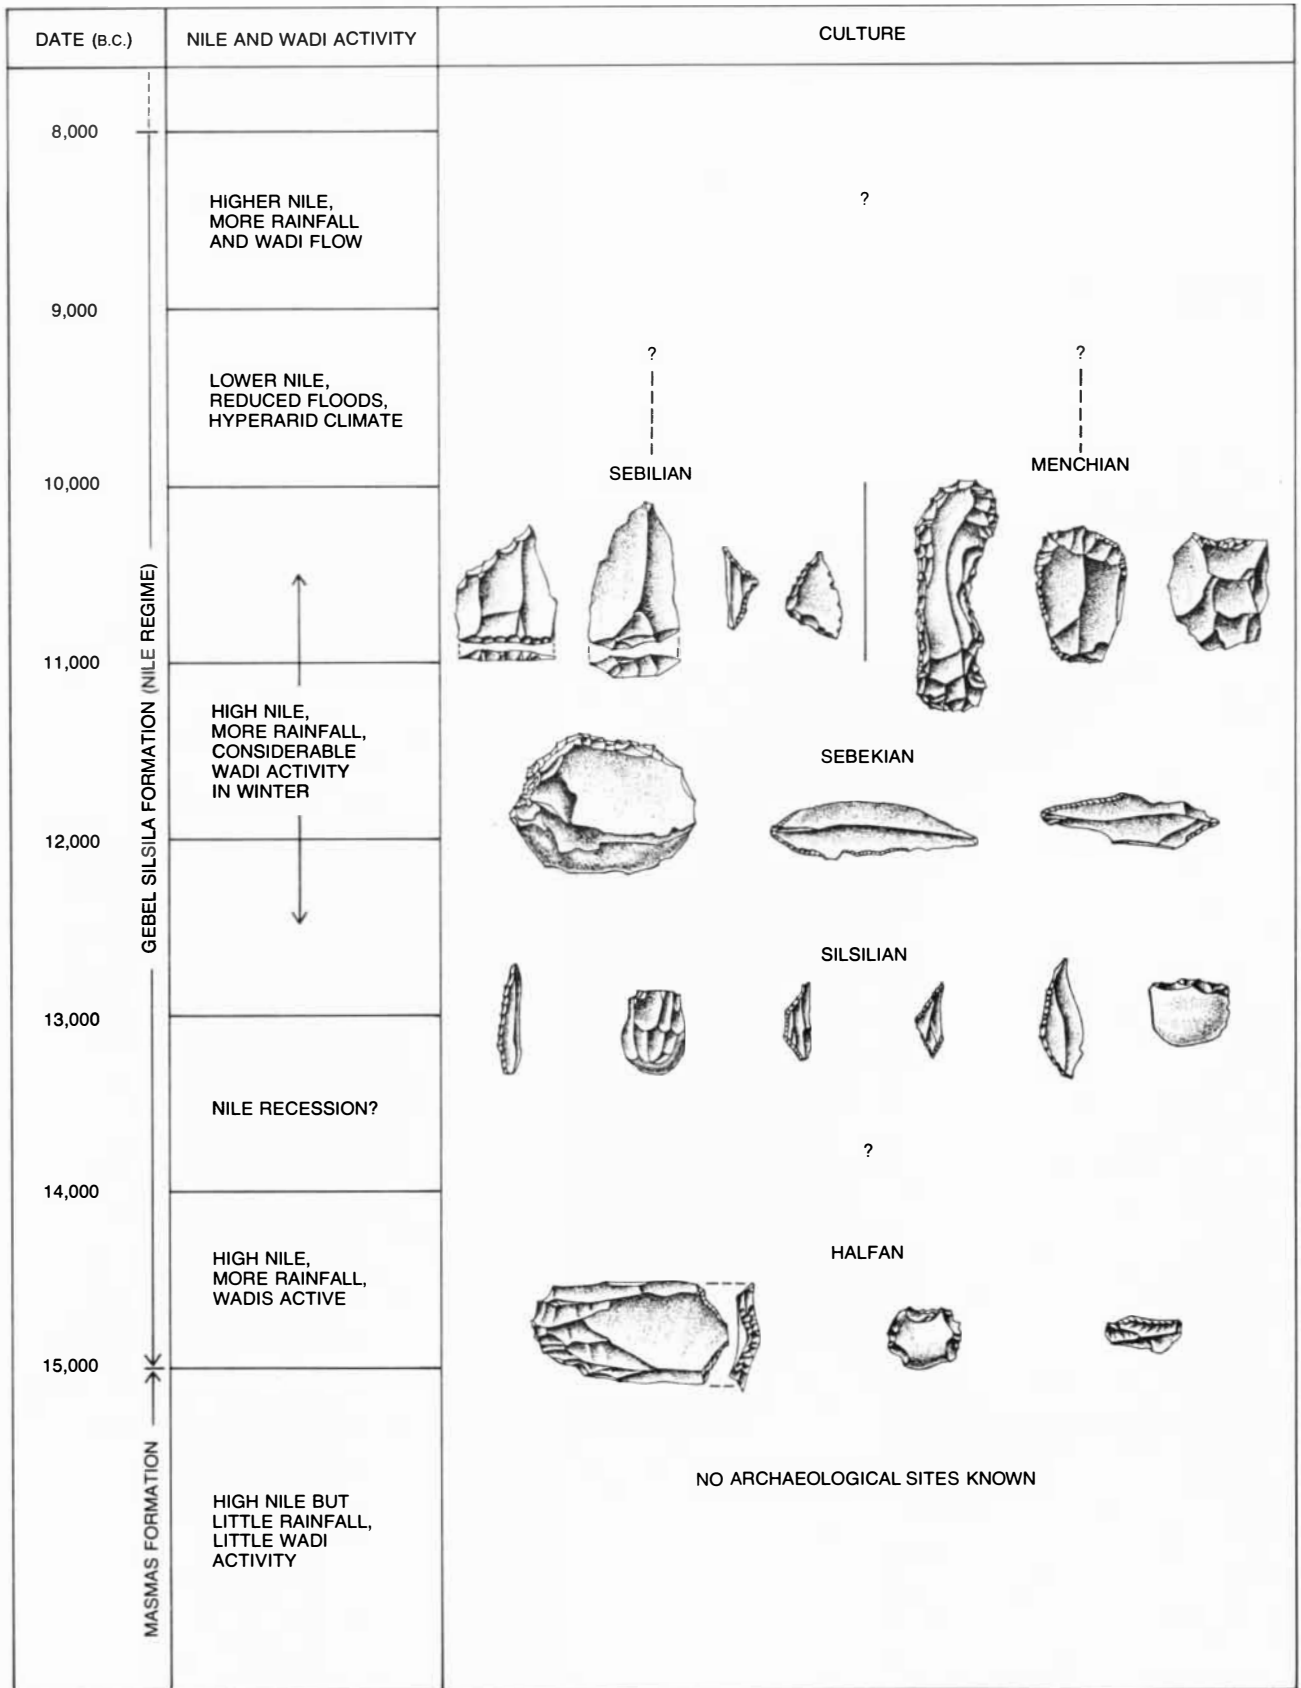 DATE (B.C.)
NILE AND WADI ACTIVITY
CULTURE
8,000
HIGHER NILE,
MORE RAINFALL
AND WADI FLOW
?
9,000
LOWER NILE,
REDUCED FLOODS,
HYPERARID CLIMATE
?
?
10,000
SEBILIAN
MENCHIAN
GEBEL SILSILA FORMATION (NILE REGIME)
11,000
HIGH NILE,
MORE RAINFALL,
CONSIDERABLE
WADI ACTIVITY
IN WINTER
SEBEKIAN
12,000
SILSILIAN
13,000
NILE RECESSION?
?
14,000
HIGH NILE,
MORE RAINFALL,
WADIS ACTIVE
HALFAN
15,000
MASMAS FORMATION
HIGH NILE BUT
LITTLE RAINFALL,
LITTLE WADI
ACTIVITY
NO ARCHAEOLOGICAL SITES KNOWN